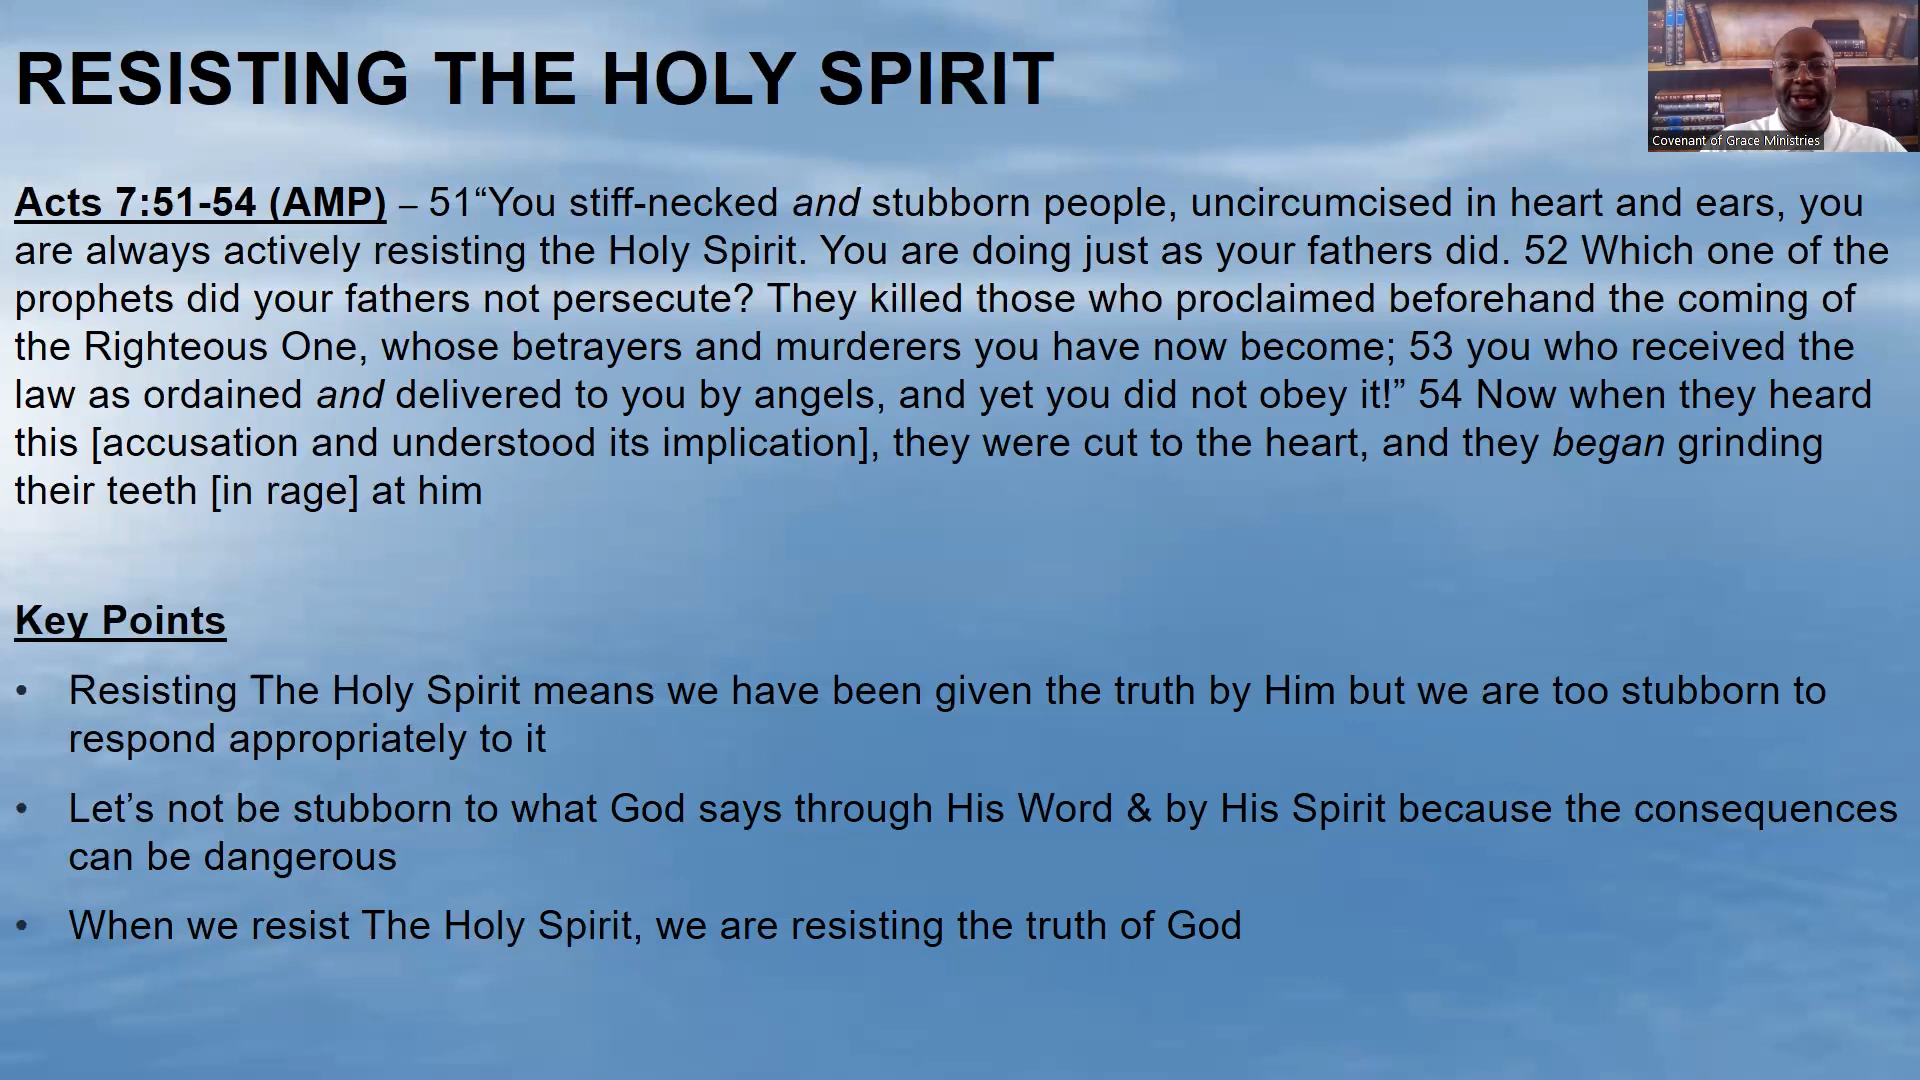 RESISTING THE HOLY SPIRIT
Covenant of Grace Ministries
Acts 7:51-54 (AMP) – 51“You stiff-necked and stubborn people, uncircumcised in heart and ears, you
are always actively resisting the Holy Spirit. You are doing just as your fathers did. 52 Which one of the
prophets did your fathers not persecute? They killed those who proclaimed beforehand the coming of
the Righteous One, whose betrayers and murderers you have now become; 53 you who received the
law as ordained and delivered to you by angels, and yet you did not obey it!” 54 Now when they heard
this [accusation and understood its implication], they were cut to the heart, and they began grinding
their teeth [in rage] at him
Key Points
• Resisting The Holy Spirit means we have been given the truth by Him but we are too stubborn to
respond appropriately to it
• Let’s not be stubborn to what God says through His Word & by His Spirit because the consequences
can be dangerous
• When we resist The Holy Spirit, we are resisting the truth of God